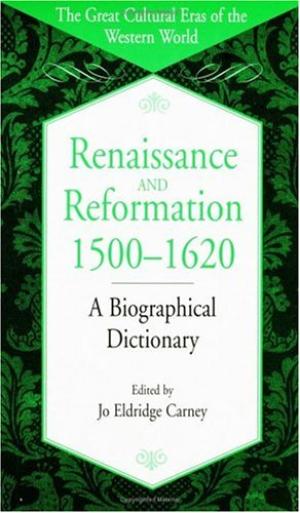 The Great Cultural Eras of the
Western World
Renaissance
AND
Reformation
1500–1620
A Biographical
Dictionary
Edited by
Jo Eldridge Carney